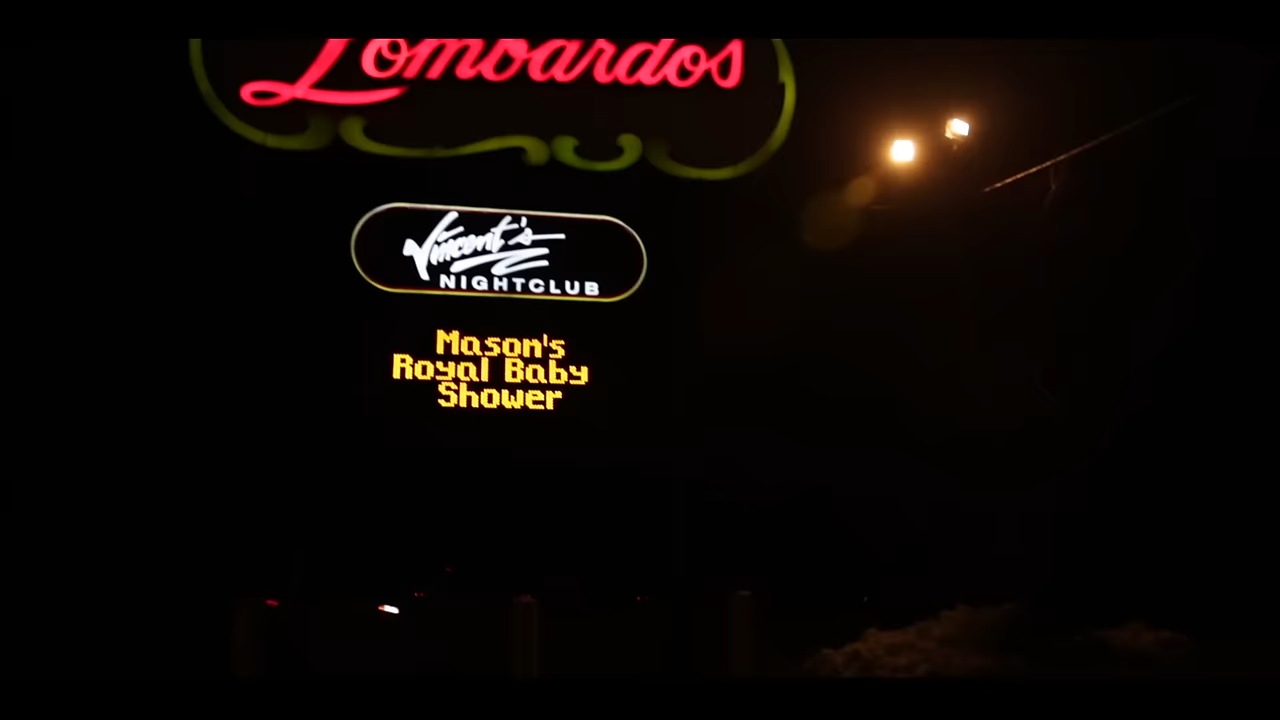 Lombardos
Vincent's
NIGHTCLUB
Mason's
Royal Baby
Shower